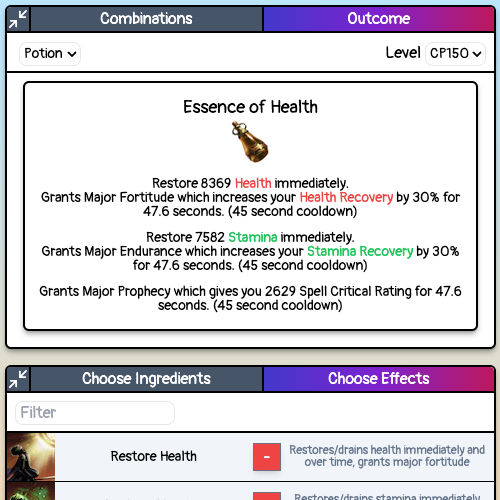 Combinations
Outcome
Potion
Level CP150
Essence of Health
Restore 8369 Health immediately.
Grants Major Fortitude which increases your Health Recovery by 30% for
47.6 seconds. (45 second cooldown)
Restore 7582 Stamina immediately.
Grants Major Endurance which increases your Stamina Recovery by 30%
for 47.6 seconds. (45 second cooldown)
Grants Major Prophecy which gives you 2629 Spell Critical Rating for 47.6
seconds. (45 second cooldown)
Choose Ingredients
Choose Effects
Filter
Restore Health
-
Restores/drains health immediately and
over time, grants major fortitude
Restores/drains stamina immediately